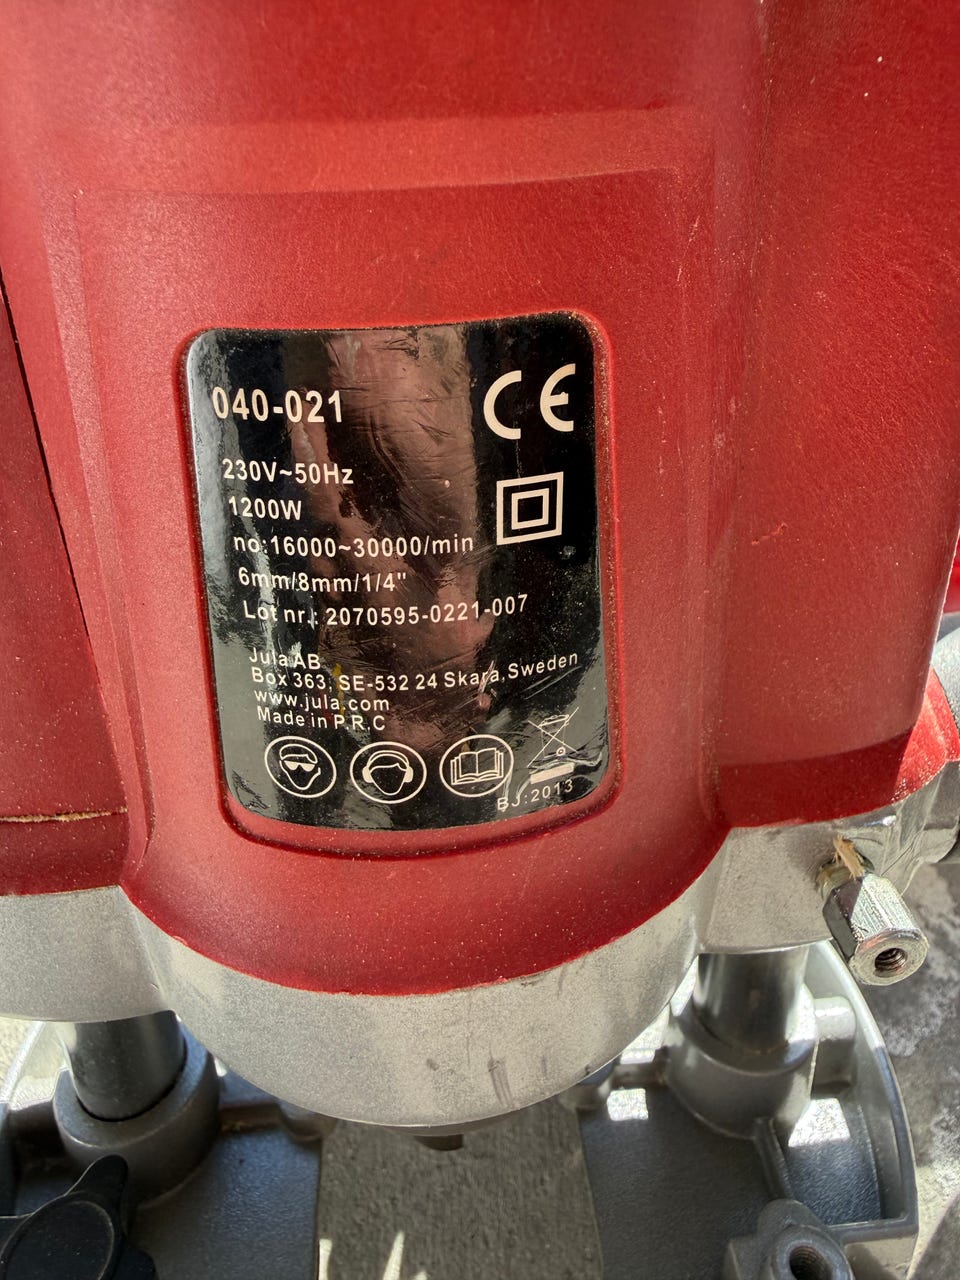 040-021
CE
230V~50Hz
1200W
no:16000~30000/min
6mm/8mm/1/4"
Lot nr.: 2070595-0221-007
Jula AB
Box 363, SE-532 24 Skara, Sweden
www.jula.com
Made in P.R.C
BJ:2013